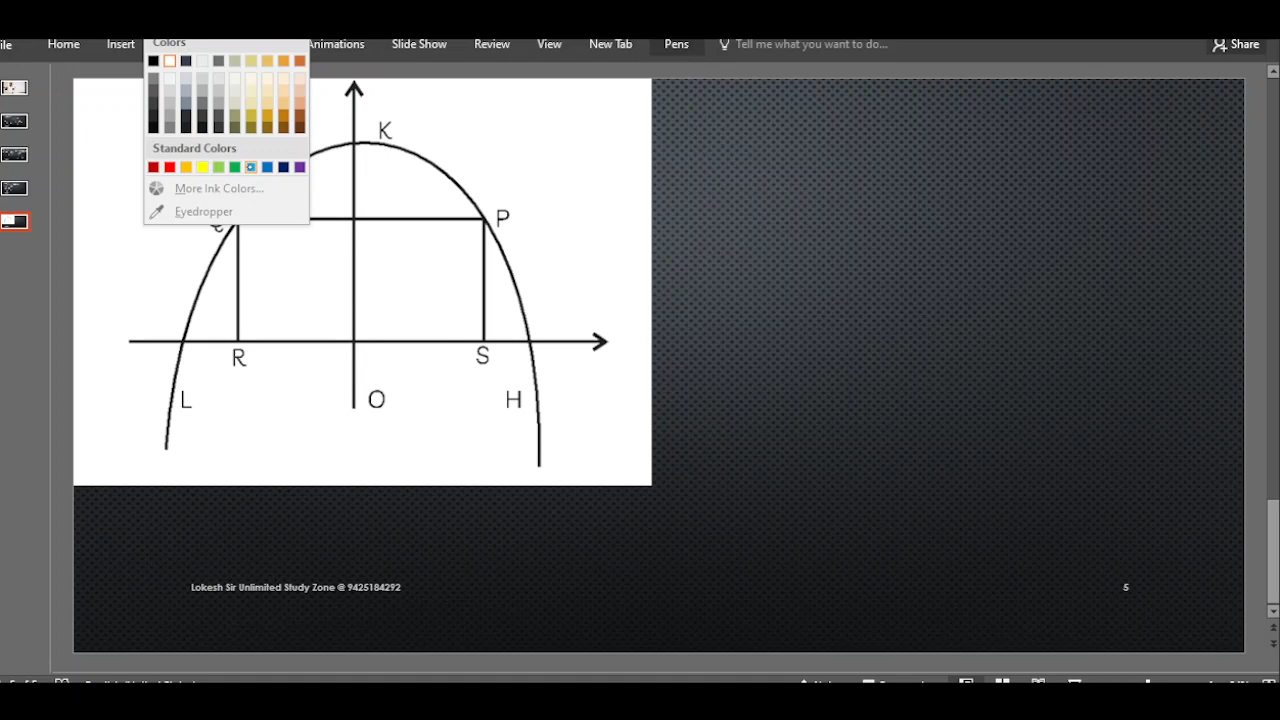 ile Home Insert Animations Slide Show Review View New Tab Pens Tell me what you want to do... Share
Colors
Standard Colors
More Ink Colors...
Eyedropper
K
P
R
S
L
O
H
Lokesh Sir Unlimited Study Zone @ 9425184292
5